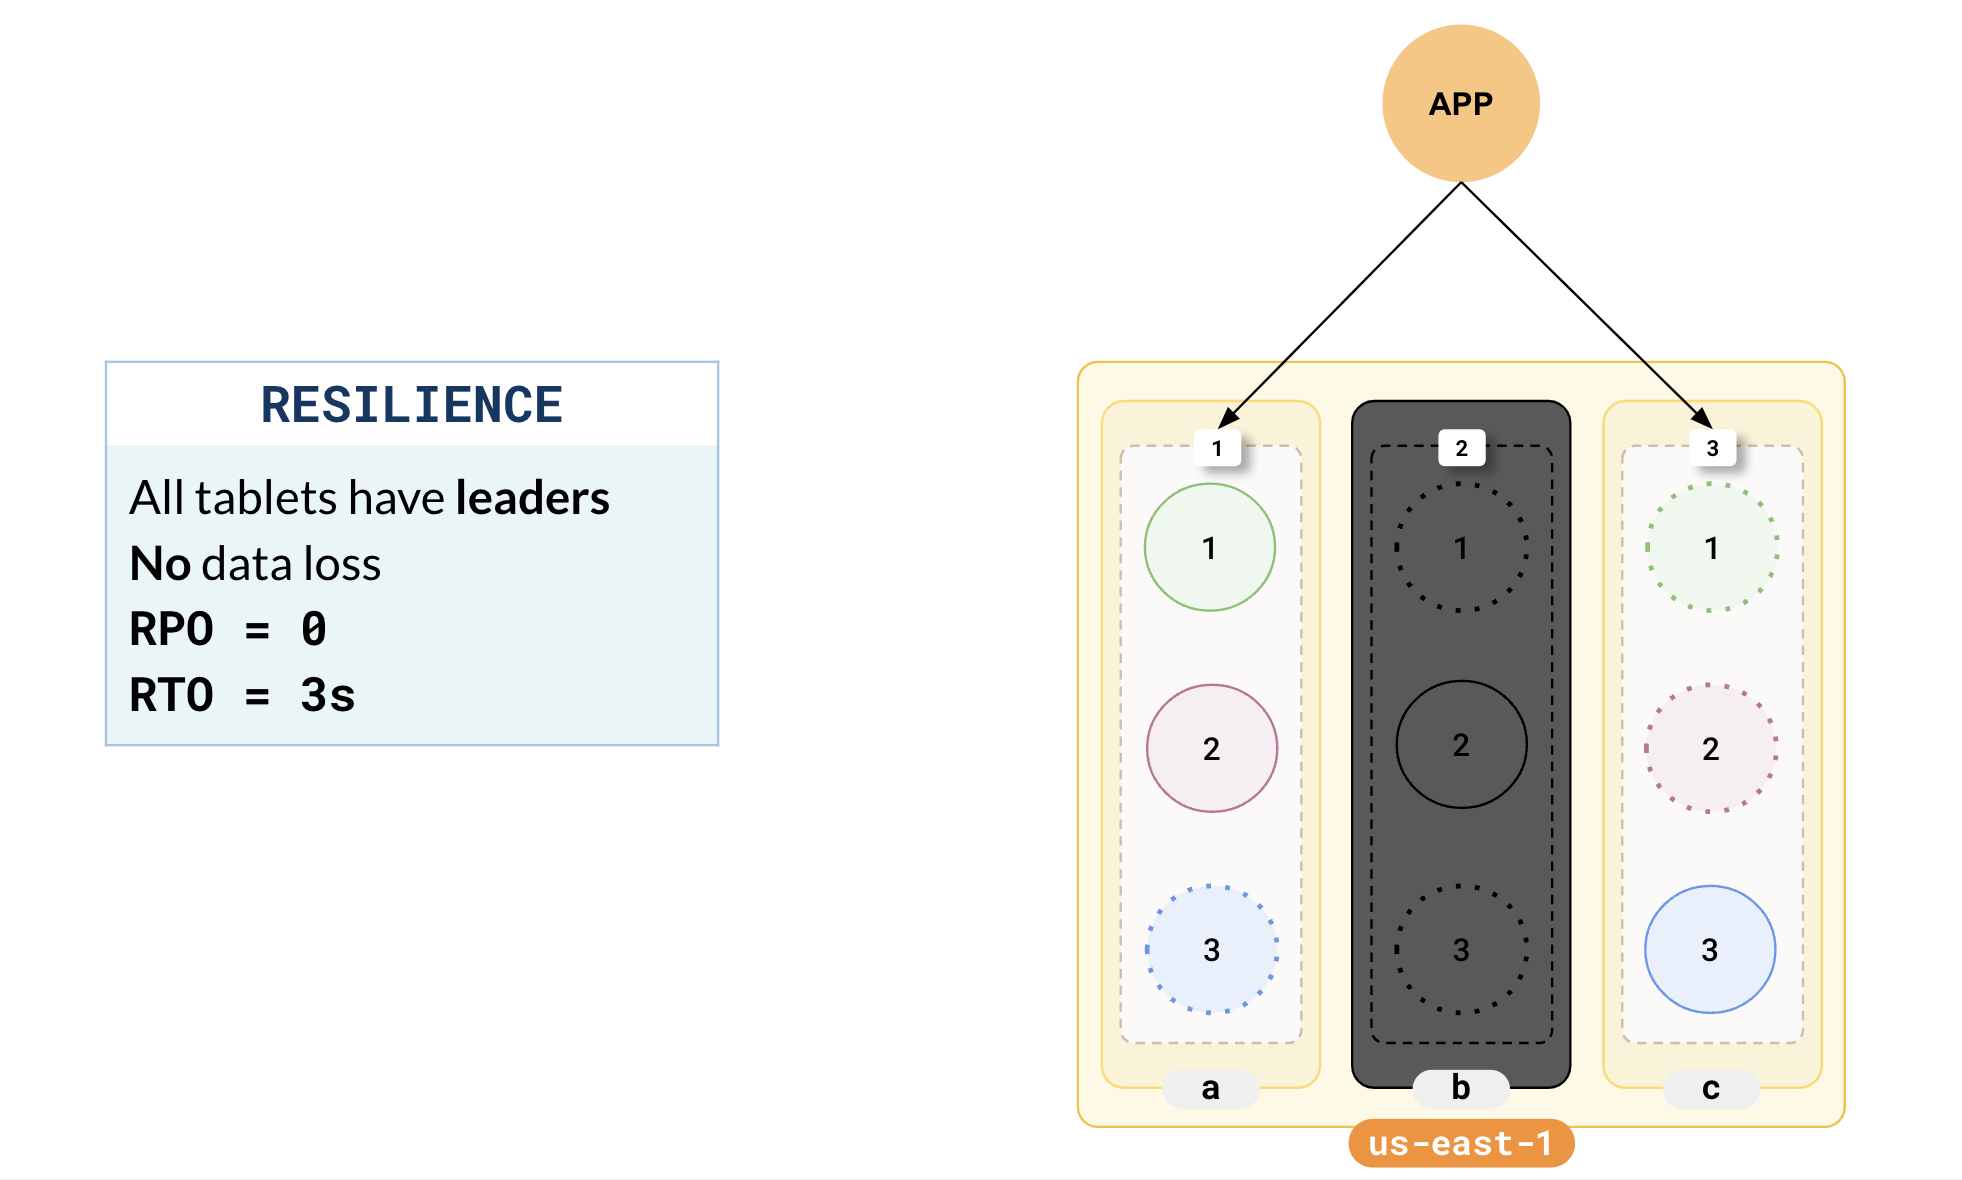 APP
RESILIENCE
All tablets have leaders
No data loss
RPO = 0
RTO = 3s
1 2 3
1 1 1
2 2 2
3 3 3
a b c
us-east-1